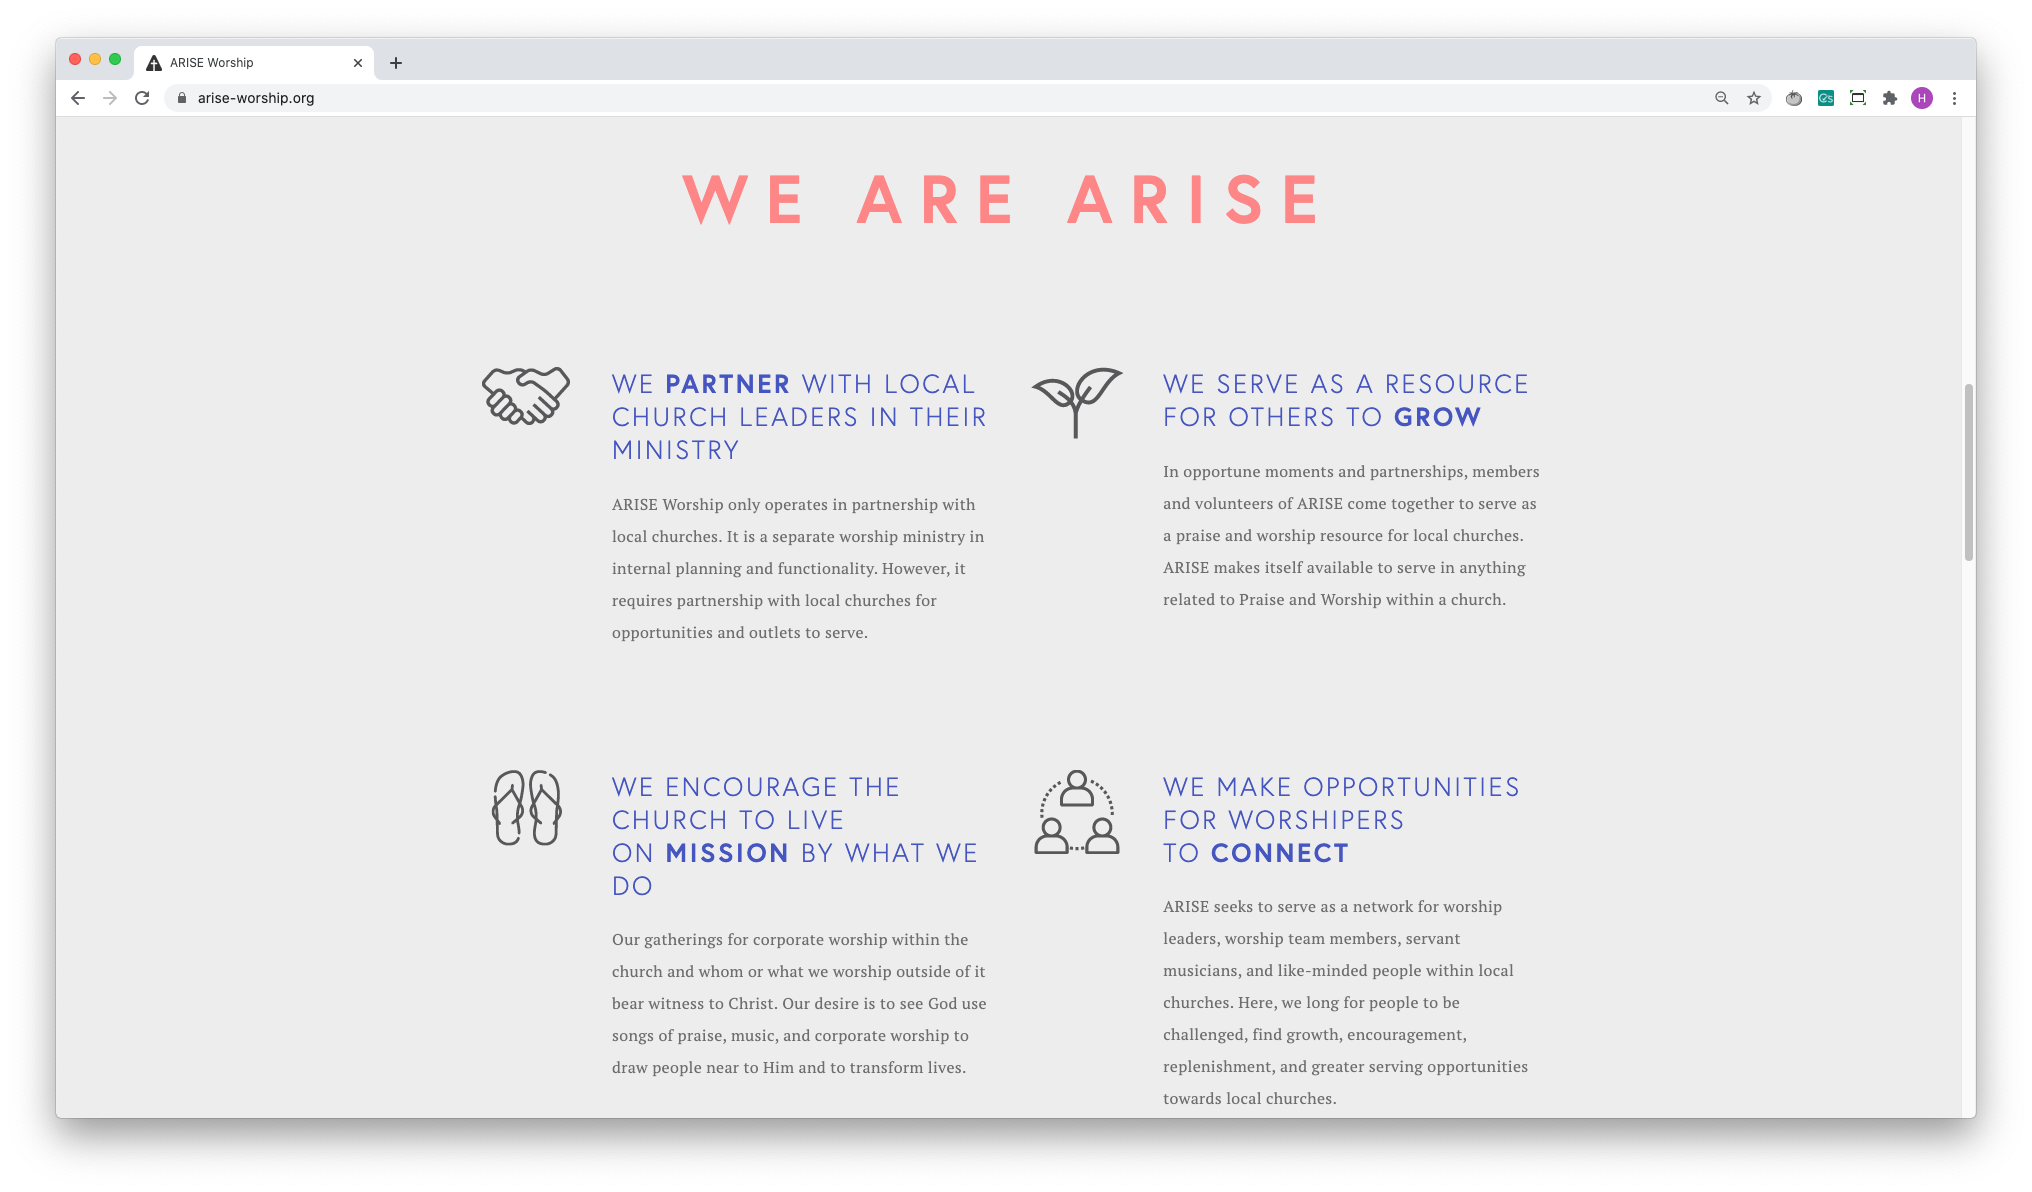 ARISE Worship
arise-worship.org
H
WE ARE ARISE
WE PARTNER WITH LOCAL
CHURCH LEADERS IN THEIR
MINISTRY
ARISE Worship only operates in partnership with
local churches. It is a separate worship ministry in
internal planning and functionality. However, it
requires partnership with local churches for
opportunities and outlets to serve.
WE SERVE AS A RESOURCE
FOR OTHERS TO GROW
In opportune moments and partnerships, members
and volunteers of ARISE come together to serve as
a praise and worship resource for local churches.
ARISE makes itself available to serve in anything
related to Praise and Worship within a church.
WE ENCOURAGE THE
CHURCH TO LIVE
ON MISSION BY WHAT WE
DO
Our gatherings for corporate worship within the
church and whom or what we worship outside of it
bear witness to Christ. Our desire is to see God use
songs of praise, music, and corporate worship to
draw people near to Him and to transform lives.
WE MAKE OPPORTUNITIES
FOR WORSHIPERS
TO CONNECT
ARISE seeks to serve as a network for worship
leaders, worship team members, servant
musicians, and like-minded people within local
churches. Here, we long for people to be
challenged, find growth, encouragement,
replenishment, and greater serving opportunities
towards local churches.